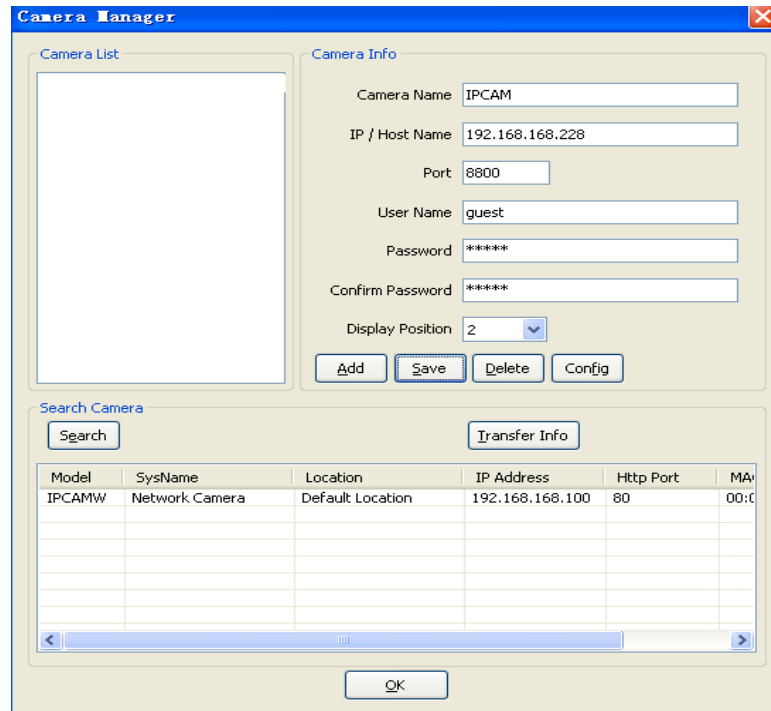 Camera Manager
Camera List
Camera Info
Camera Name IPCAM
IP / Host Name 192.168.168.228
Port 8800
User Name guest
Password *****
Confirm Password *****
Display Position 2
Add Save Delete Config
Search Camera
Search Transfer Info
Model SysName Location IP Address Http Port
IPCAMW Network Camera Default Location 192.168.168.100 80
OK